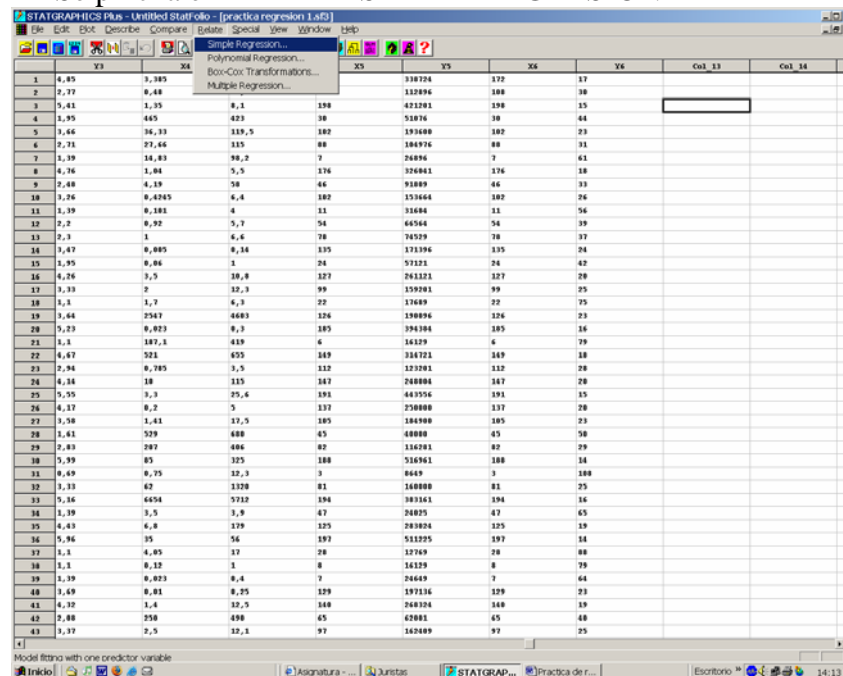 STATGRAPHICS Plus - Untitled StatFolio - [practica regresion 1.sf3]
File Edit Plot Describe Compare Relate Special View Window Help
Simple Regression...
Polynomial Regression...
Box-Cox Transformations...
Multiple Regression...
Y3 X4 X5 Y5 X6 Y6 Col_13 Col_14
1 4,85 3,385 330724 172 17
2 2,77 0,48 112896 108 30
3 5,41 1,35 8,1 198 421201 198 15
4 1,95 465 423 30 51076 30 44
5 3,66 36,33 119,5 102 193600 102 23
6 2,71 27,66 115 88 104976 88 31
7 1,39 14,83 98,2 7 26896 7 61
8 4,76 1,04 5,5 176 326041 176 18
9 2,48 4,19 58 46 91809 46 33
10 3,26 0,4245 6,4 102 153664 102 26
11 1,39 0,101 4 11 31684 11 56
12 2,2 0,92 5,7 54 66564 54 39
13 2,3 1 6,6 78 74529 78 37
14 3,47 0,005 0,14 135 171396 135 24
15 1,95 0,06 1 24 57121 24 42
16 4,26 3,5 10,8 127 261121 127 20
17 3,33 2 12,3 99 159201 99 25
18 1,1 1,7 6,3 22 17689 22 75
19 3,64 2547 4603 126 190096 126 23
20 5,23 0,023 0,3 185 394384 185 16
21 1,1 187,1 419 6 16129 6 79
22 4,67 521 655 149 314721 149 18
23 2,94 0,785 3,5 112 123201 112 28
24 4,14 10 115 147 248004 147 20
25 5,55 3,3 25,6 191 443556 191 15
26 4,17 0,2 5 137 250000 137 20
27 3,58 1,41 17,5 105 184900 105 23
28 1,61 529 680 45 40000 45 50
29 2,83 207 406 82 116281 82 29
30 5,99 85 325 188 516961 188 14
31 0,69 0,75 12,3 3 8649 3 108
32 3,33 62 1320 81 160000 81 25
33 5,16 6654 5712 194 383161 194 16
34 1,39 3,5 3,9 47 24025 47 65
35 4,43 6,8 179 125 283024 125 19
36 5,96 35 56 197 511225 197 14
37 1,1 4,05 17 28 12769 28 88
38 1,1 0,12 1 8 16129 8 79
39 1,39 0,023 0,4 7 24649 7 64
40 3,69 0,01 0,25 129 197136 129 23
41 4,32 1,4 12,5 140 268324 140 19
42 2,08 250 490 65 62001 65 40
43 3,37 2,5 12,1 97 162409 97 25
Model fitting with one predictor variable
Inicio Asignatura - ... Juristas STATGRAP... Practica de r... Escritorio » 14:13